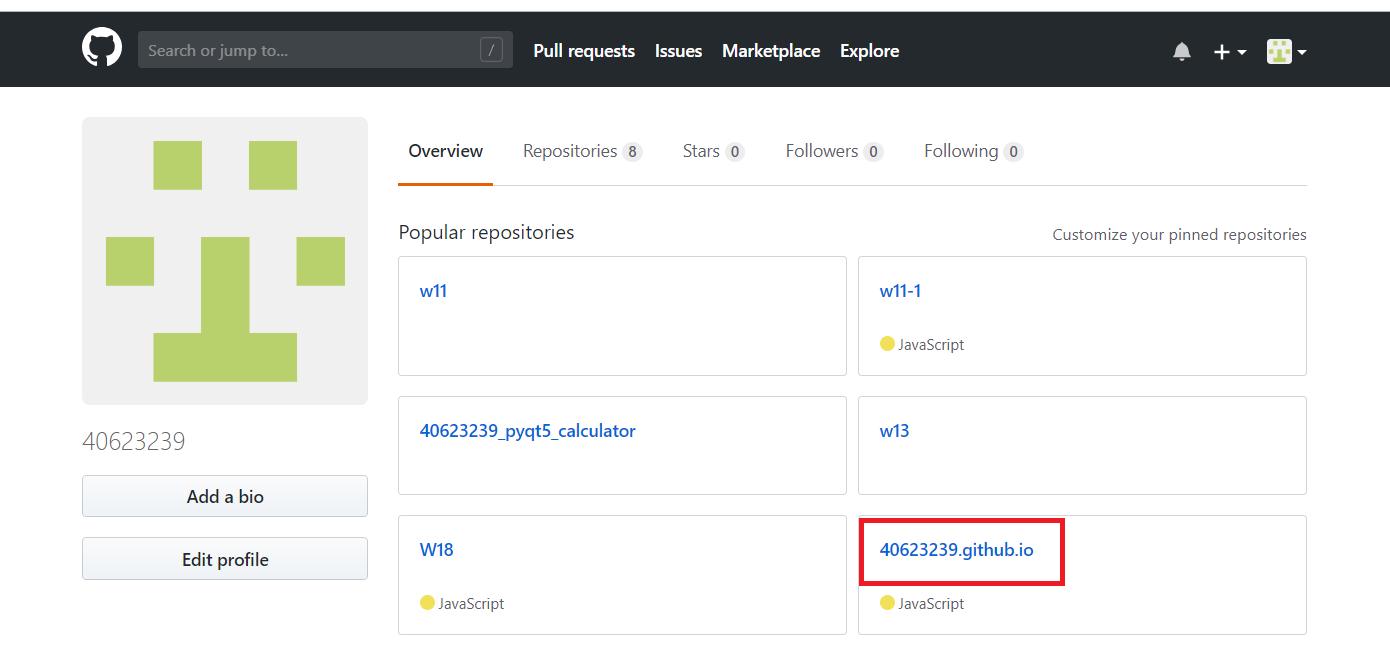 Search or jump to... / Pull requests Issues Marketplace Explore
Overview Repositories 8 Stars 0 Followers 0 Following 0
Popular repositories Customize your pinned repositories
w11 w11-1
JavaScript
40623239_pyqt5_calculator w13
40623239
Add a bio
Edit profile
W18 40623239.github.io
JavaScript JavaScript